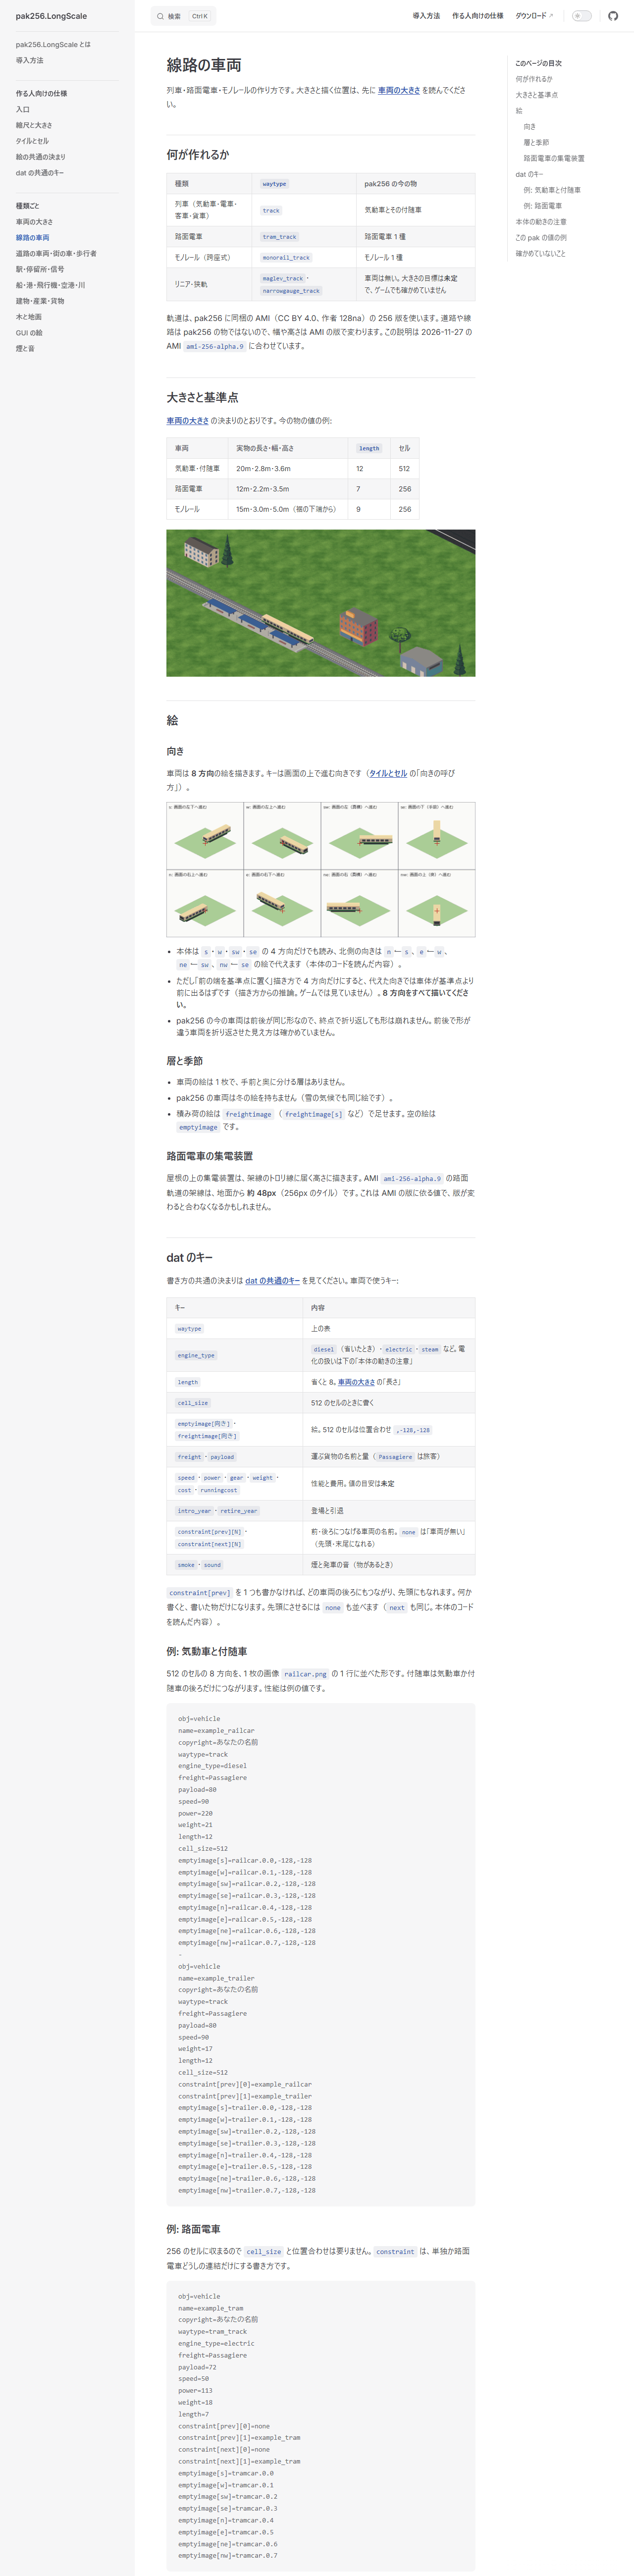 pak256.LongScale
検索 Ctrl K
導入方法 作る人向けの仕様 ダウンロード ↗
pak256.LongScale とは
導入方法
作る人向けの仕様
入口
縮尺と大きさ
タイルとセル
絵の共通の決まり
dat の共通のキー
種類ごと
車両の大きさ
線路の車両
道路の車両・街の車・歩行者
駅・停留所・信号
船・港・飛行機・空港・川
建物・産業・貨物
木と地面
GUI の絵
煙と音
このページの目次
何が作れるか
大きさと基準点
絵
向き
層と季節
路面電車の集電装置
dat のキー
例: 気動車と付随車
例: 路面電車
本体の動きの注意
この pak の値の例
確かめていないこと
線路の車両
列車・路面電車・モノレールの作り方です。大きさと描く位置は、先に 車両の大きさ を読んでくださ
い。
何が作れるか
種類 waytype pak256 の今の物
列車（気動車・電車・
客車・貨車） track 気動車とその付随車
路面電車 tram_track 路面電車 1 種
モノレール（跨座式） monorail_track モノレール 1 種
リニア・狭軌 maglev_track・
narrowgauge_track 車両は無い。大きさの目標は未定
で、ゲームでも確かめていません
軌道は、pak256 に同梱の AMI（CC BY 4.0、作者 128na）の 256 版を使います。道路や線
路は pak256 の物ではないので、幅や高さは AMI の版で変わります。この説明は 2026-11-27 の
AMI ami-256-alpha.9 に合わせています。
大きさと基準点
車両の大きさ の決まりのとおりです。今の物の値の例:
車両 実物の長さ・幅・高さ length セル
気動車・付随車 20m・2.8m・3.6m 12 512
路面電車 12m・2.2m・3.5m 7 256
モノレール 15m・3.0m・5.0m（裾の下端から） 9 256
絵
向き
車両は 8 方向の絵を描きます。キーは画面の上で進む向きです（タイルとセル の「向きの呼び
方」）。
s: 画面の左下へ進む w: 画面の左上へ進む sw: 画面の左（真横）へ進む se: 画面の下（手前）へ進む
n: 画面の右上へ進む e: 画面の右下へ進む ne: 画面の右（真横）へ進む nw: 画面の上（奥）へ進む
• 本体は s・w・sw・se の 4 方向だけでも読み、北側の向きは n←s、e←w、
ne←sw、nw←se の絵で代えます（本体のコードを読んだ内容）。
• ただし「前の端を基準点に置く」描き方で 4 方向だけにすると、代えた向きでは車体が基準点より
前に出るはずです（描き方からの推論。ゲームでは見ていません）。8 方向をすべて描いてくださ
い。
• pak256 の今の車両は前後が同じ形なので、終点で折り返しても形は崩れません。前後で形が
違う車両を折り返させた見え方は確かめていません。
層と季節
• 車両の絵は 1 枚で、手前と奥に分ける層はありません。
• pak256 の車両は冬の絵を持ちません（雪の気候でも同じ絵です）。
• 積み荷の絵は freightimage（freightimage[s] など）で足せます。空の絵は
emptyimage です。
路面電車の集電装置
屋根の上の集電装置は、架線のトロリ線に届く高さに描きます。AMI ami-256-alpha.9 の路面
軌道の架線は、地面から 約 48px（256px のタイル）です。これは AMI の版に依る値で、版が変
わると合わなくなるかもしれません。
dat のキー
書き方の共通の決まりは dat の共通のキー を見てください。車両で使うキー:
キー 内容
waytype 上の表
engine_type diesel（省いたとき）・electric・steam など。電
化の扱いは下の「本体の動きの注意」
length 省くと 8。車両の大きさ の「長さ」
cell_size 512 のセルのときに書く
emptyimage[向き]・
freightimage[向き] 絵。512 のセルは位置合わせ ,-128,-128
freight・payload 運ぶ貨物の名前と量（Passagiere は旅客）
speed・power・gear・weight・
cost・runningcost 性能と費用。値の目安は未定
intro_year・retire_year 登場と引退
constraint[prev][N]・
constraint[next][N] 前・後ろにつなげる車両の名前。none は「車両が無い」
（先頭・末尾になれる）
smoke・sound 煙と発車の音（物があるとき）
constraint[prev] を 1 つも書かなければ、どの車両の後ろにもつながり、先頭にもなれます。何か
書くと、書いた物だけになります。先頭にさせるには none も並べます（next も同じ。本体のコード
を読んだ内容）。
例: 気動車と付随車
512 のセルの 8 方向を、1 枚の画像 railcar.png の 1 行に並べた形です。付随車は気動車か付
随車の後ろだけにつながります。性能は例の値です。
obj=vehicle
name=example_railcar
copyright=あなたの名前
waytype=track
engine_type=diesel
freight=Passagiere
payload=80
speed=90
power=220
weight=21
length=12
cell_size=512
emptyimage[s]=railcar.0.0,-128,-128
emptyimage[w]=railcar.0.1,-128,-128
emptyimage[sw]=railcar.0.2,-128,-128
emptyimage[se]=railcar.0.3,-128,-128
emptyimage[n]=railcar.0.4,-128,-128
emptyimage[e]=railcar.0.5,-128,-128
emptyimage[ne]=railcar.0.6,-128,-128
emptyimage[nw]=railcar.0.7,-128,-128
-
obj=vehicle
name=example_trailer
copyright=あなたの名前
waytype=track
freight=Passagiere
payload=80
speed=90
weight=17
length=12
cell_size=512
constraint[prev][0]=example_railcar
constraint[prev][1]=example_trailer
emptyimage[s]=trailer.0.0,-128,-128
emptyimage[w]=trailer.0.1,-128,-128
emptyimage[sw]=trailer.0.2,-128,-128
emptyimage[se]=trailer.0.3,-128,-128
emptyimage[n]=trailer.0.4,-128,-128
emptyimage[e]=trailer.0.5,-128,-128
emptyimage[ne]=trailer.0.6,-128,-128
emptyimage[nw]=trailer.0.7,-128,-128
例: 路面電車
256 のセルに収まるので cell_size と位置合わせは要りません。constraint は、単独か路面
電車どうしの連結だけにする書き方です。
obj=vehicle
name=example_tram
copyright=あなたの名前
waytype=tram_track
engine_type=electric
freight=Passagiere
payload=72
speed=50
power=113
weight=18
length=7
constraint[prev][0]=none
constraint[prev][1]=example_tram
constraint[next][0]=none
constraint[next][1]=example_tram
emptyimage[s]=tramcar.0.0
emptyimage[w]=tramcar.0.1
emptyimage[sw]=tramcar.0.2
emptyimage[se]=tramcar.0.3
emptyimage[n]=tramcar.0.4
emptyimage[e]=tramcar.0.5
emptyimage[ne]=tramcar.0.6
emptyimage[nw]=tramcar.0.7